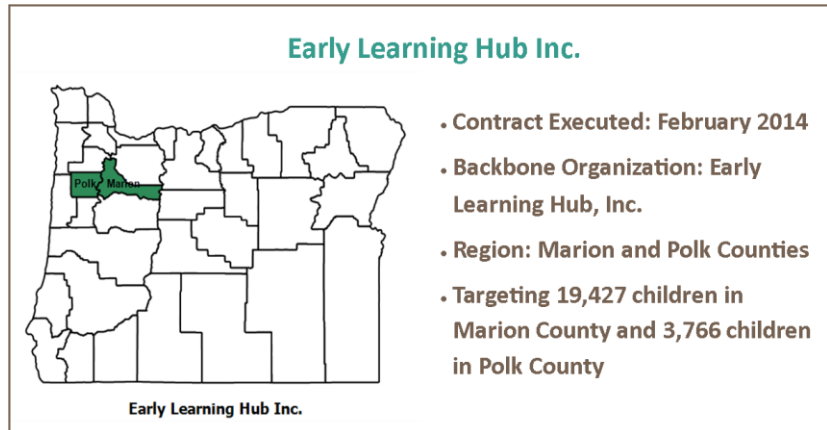 Early Learning Hub Inc.
Polk Marion
Early Learning Hub Inc.
• Contract Executed: February 2014
• Backbone Organization: Early
Learning Hub, Inc.
• Region: Marion and Polk Counties
• Targeting 19,427 children in
Marion County and 3,766 children
in Polk County